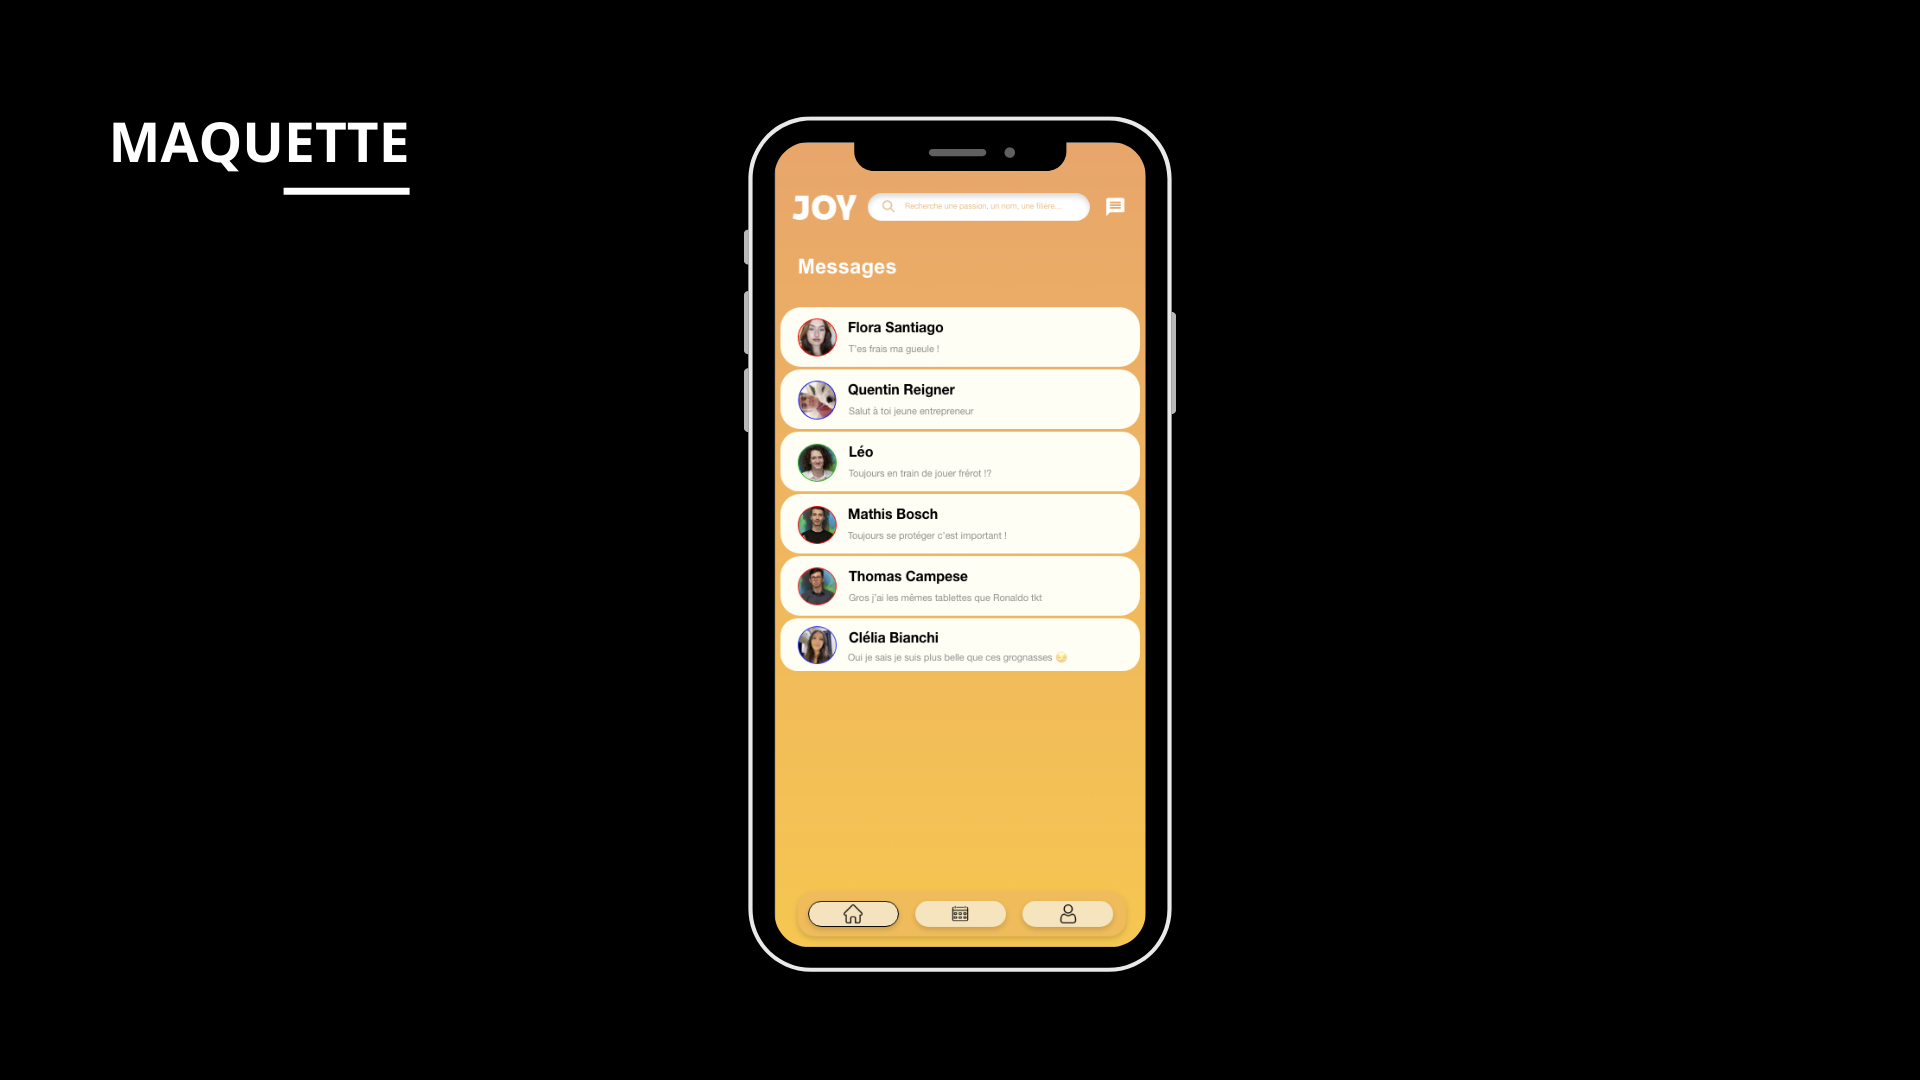 MAQUETTE
JOY
Recherche une passion, un nom, une filière...
Messages
Flora Santiago
T'es frais ma gueule !
Quentin Reigner
Salut à toi jeune entrepreneur
Léo
Toujours en train de jouer frérot !?
Mathis Bosch
Toujours se protéger c'est important !
Thomas Campese
Gros j'ai les mêmes tablettes que Ronaldo tkt
Clélia Bianchi
Oui je sais je suis plus belle que ces grognasses 😏